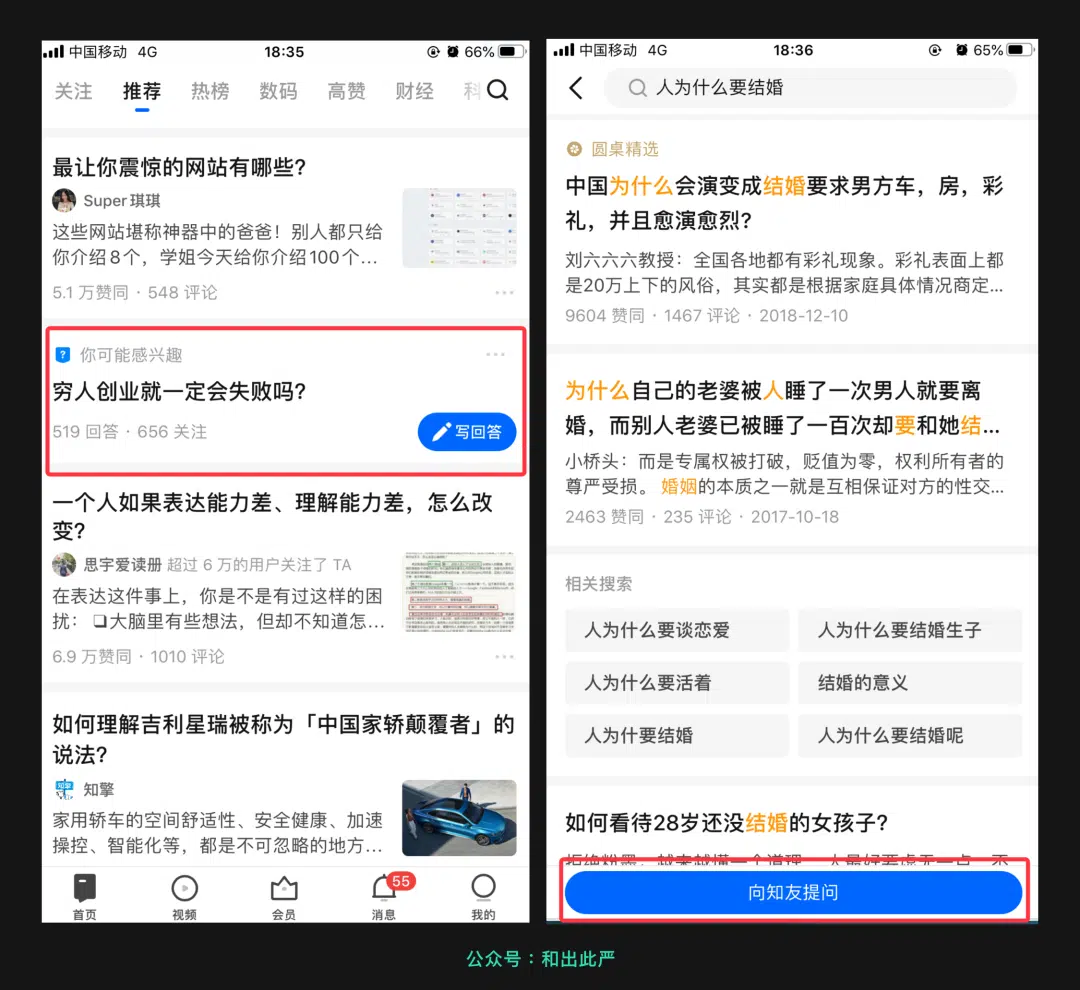 中国移动 4G 18:35 66%
关注 推荐 热榜 数码 高赞 财经
最让你震惊的网站有哪些?
Super琪琪
这些网站堪称神器中的爸爸!别人都只给
你介绍8个,学姐今天给你介绍100个...
5.1 万赞同 · 548 评论
你可能感兴趣
穷人创业就一定会失败吗?
519 回答 · 656 关注
写回答
一个人如果表达能力差、理解能力差,怎么改
变?
思宇爱读册 超过 6 万的用户关注了 TA
在表达这件事上,你是不是有过这样的困
扰: ❏大脑里有些想法,但却不知道怎...
6.9 万赞同 · 1010 评论
如何理解吉利星瑞被称为「中国家轿颠覆者」的
说法?
知擎
家用轿车的空间舒适性、安全健康、加速
操控、智能化等,都是不可忽略的地方...
55
首页 视频 会员 消息 我的
中国移动 4G 18:36 65%
人为什么要结婚
圆桌精选
中国为什么会演变成结婚要求男方车,房,彩
礼,并且愈演愈烈?
刘六六六教授:全国各地都有彩礼现象。彩礼表面上都
是20万上下的风俗,其实都是根据家庭具体情况商定...
9604 赞同 · 1467 评论 · 2018-12-10
为什么自己的老婆被人睡了一次男人就要离
婚,而别人老婆已被睡了一百次却要和她结...
小桥头:而是专属权被打破,贬值为零,权利所有者的
尊严受损。 婚姻的本质之一就是互相保证对方的性交...
2463 赞同 · 235 评论 · 2017-10-18
相关搜索
人为什么要谈恋爱 人为什么要结婚生子
人为什么要活着 结婚的意义
人为什要结婚 人为什么要结婚呢
如何看待28岁还没结婚的女孩子?
向知友提问
公众号:和出此严